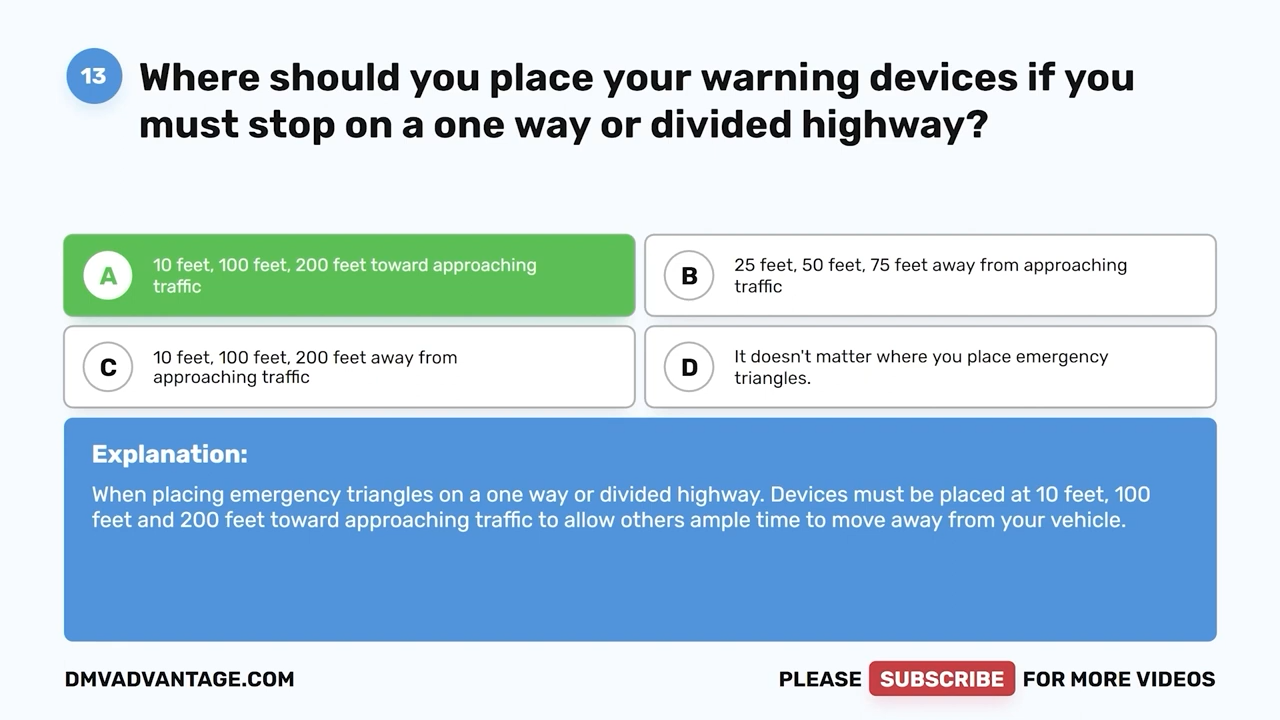 13
Where should you place your warning devices if you
must stop on a one way or divided highway?
A
10 feet, 100 feet, 200 feet toward approaching
traffic
B
25 feet, 50 feet, 75 feet away from approaching
traffic
C
10 feet, 100 feet, 200 feet away from
approaching traffic
D
It doesn't matter where you place emergency
triangles.
Explanation:
When placing emergency triangles on a one way or divided highway. Devices must be placed at 10 feet, 100
feet and 200 feet toward approaching traffic to allow others ample time to move away from your vehicle.
DMVADVANTAGE.COM
PLEASE SUBSCRIBE FOR MORE VIDEOS